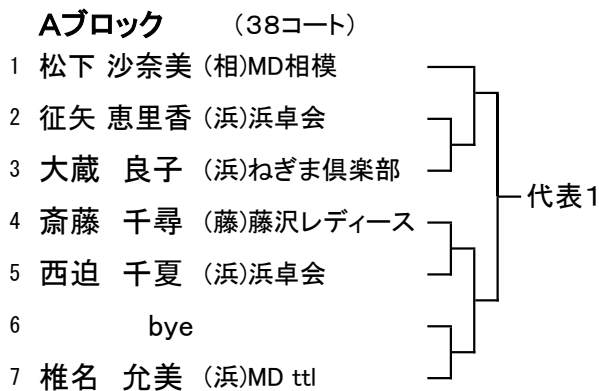 Aブロック （38コート）
1 松下 沙奈美 (相)MD相模
2 征矢 恵里香 (浜)浜卓会
3 大蔵 良子 (浜)ねぎま倶楽部
代表1
4 斎藤 千尋 (藤)藤沢レディース
5 西迫 千夏 (浜)浜卓会
6 bye
7 椎名 允美 (浜)MD ttl